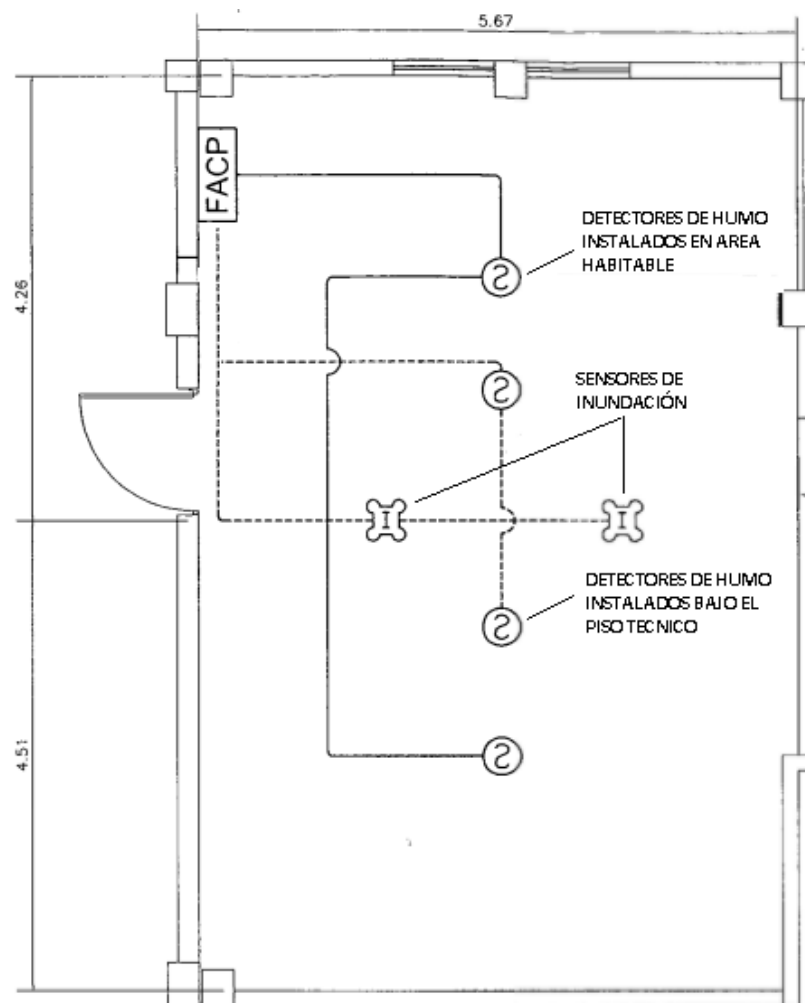 5.67
FACP
DETECTORES DE HUMO
INSTALADOS EN AREA
HABITABLE
4.26
SENSORES DE
INUNDACIÓN
S
S
I
I
DETECTORES DE HUMO
INSTALADOS BAJO EL
PISO TECNICO
S
4.51
S